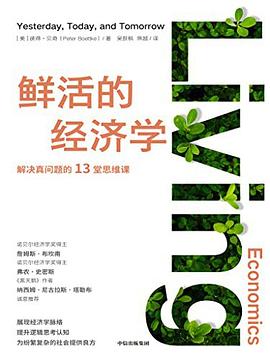 Yesterday, Today, and Tomorrow
[美] 彼得·贝奇 (Peter Boettke) 著
译
鲜活的
经济学
解决真问题的 13 堂思维课
Living
Economics
诺贝尔经济学奖得主
詹姆斯·布坎南
诺贝尔经济学奖得主
弗农·史密斯
《黑天鹅》作者
纳西姆·尼古拉斯·塔勒布
诚意推荐
展现经济学脉络
提升逻辑思考认知
为纷繁复杂的社会提供良方
中信出版集团